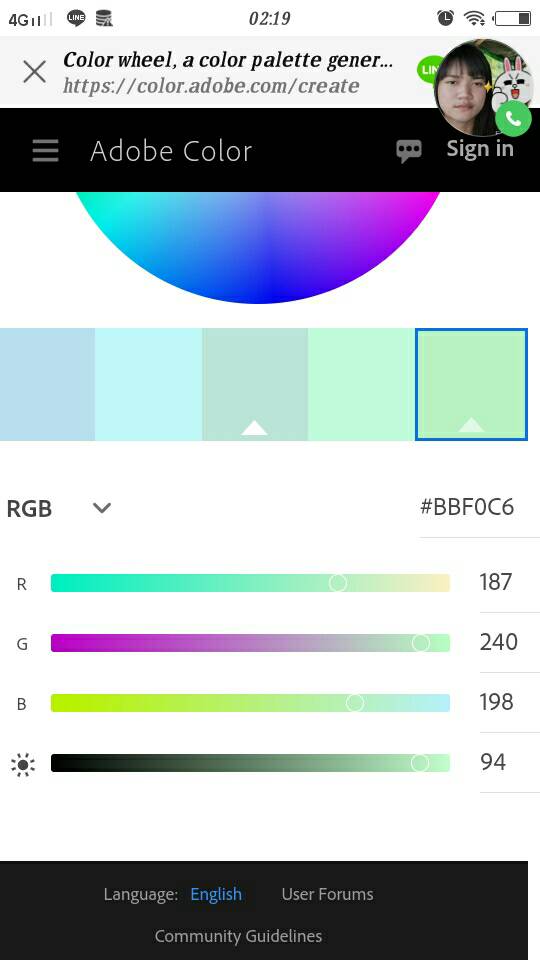 4G LINE 02:19
Color wheel, a color palette gener...
https://color.adobe.com/create
LIN
Adobe Color Sign in
RGB #BBF0C6
R 187
G 240
B 198
94
Language: English User Forums
Community Guidelines